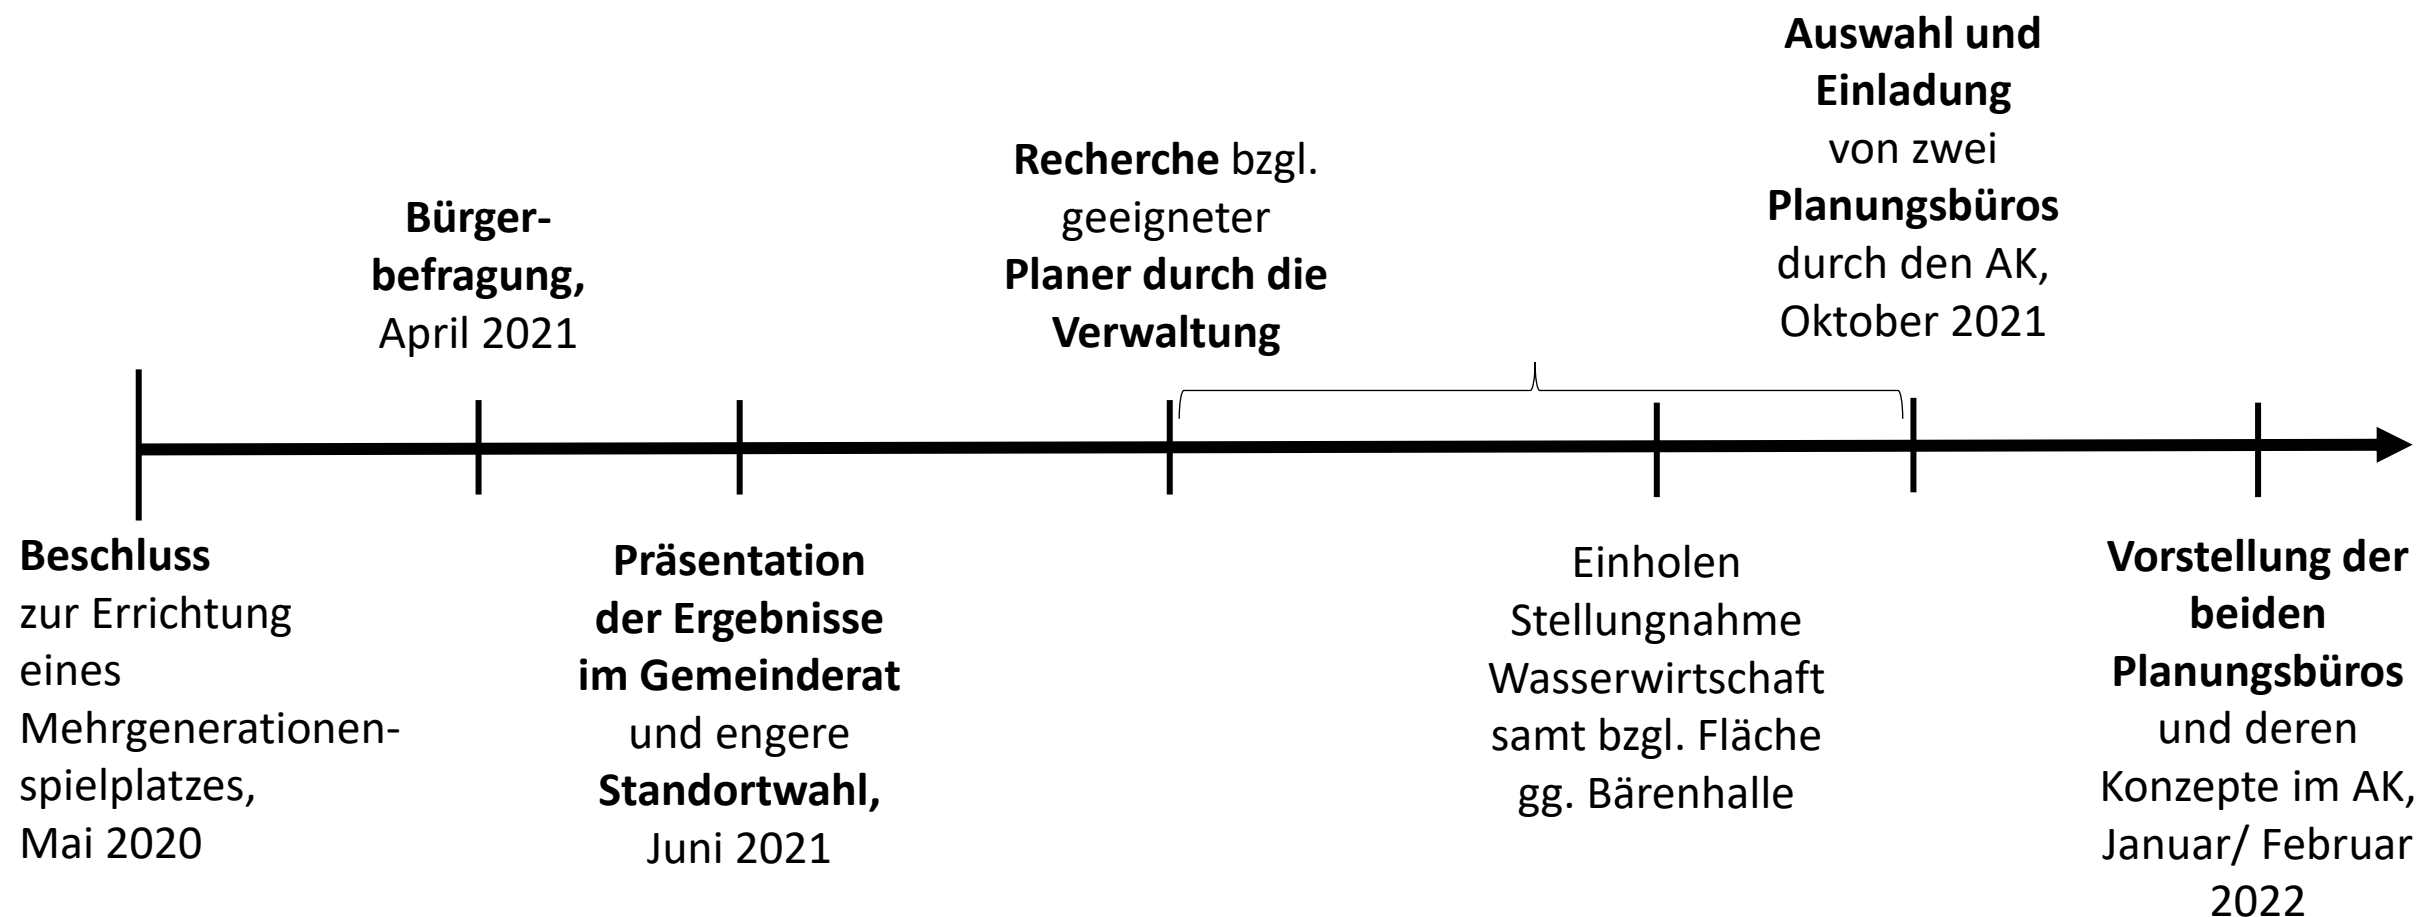 Beschluss
zur Errichtung
eines
Mehrgenerationen-
spielplatzes,
Mai 2020
Bürger-
befragung,
April 2021
Präsentation
der Ergebnisse
im Gemeinderat
und engere
Standortwahl,
Juni 2021
Recherche bzgl.
geeigneter
Planer durch die
Verwaltung
Einholen
Stellungnahme
Wasserwirtschaft
samt bzgl. Fläche
gg. Bärenhalle
Auswahl und
Einladung
von zwei
Planungsbüros
durch den AK,
Oktober 2021
Vorstellung der
beiden
Planungsbüros
und deren
Konzepte im AK,
Januar/ Februar
2022